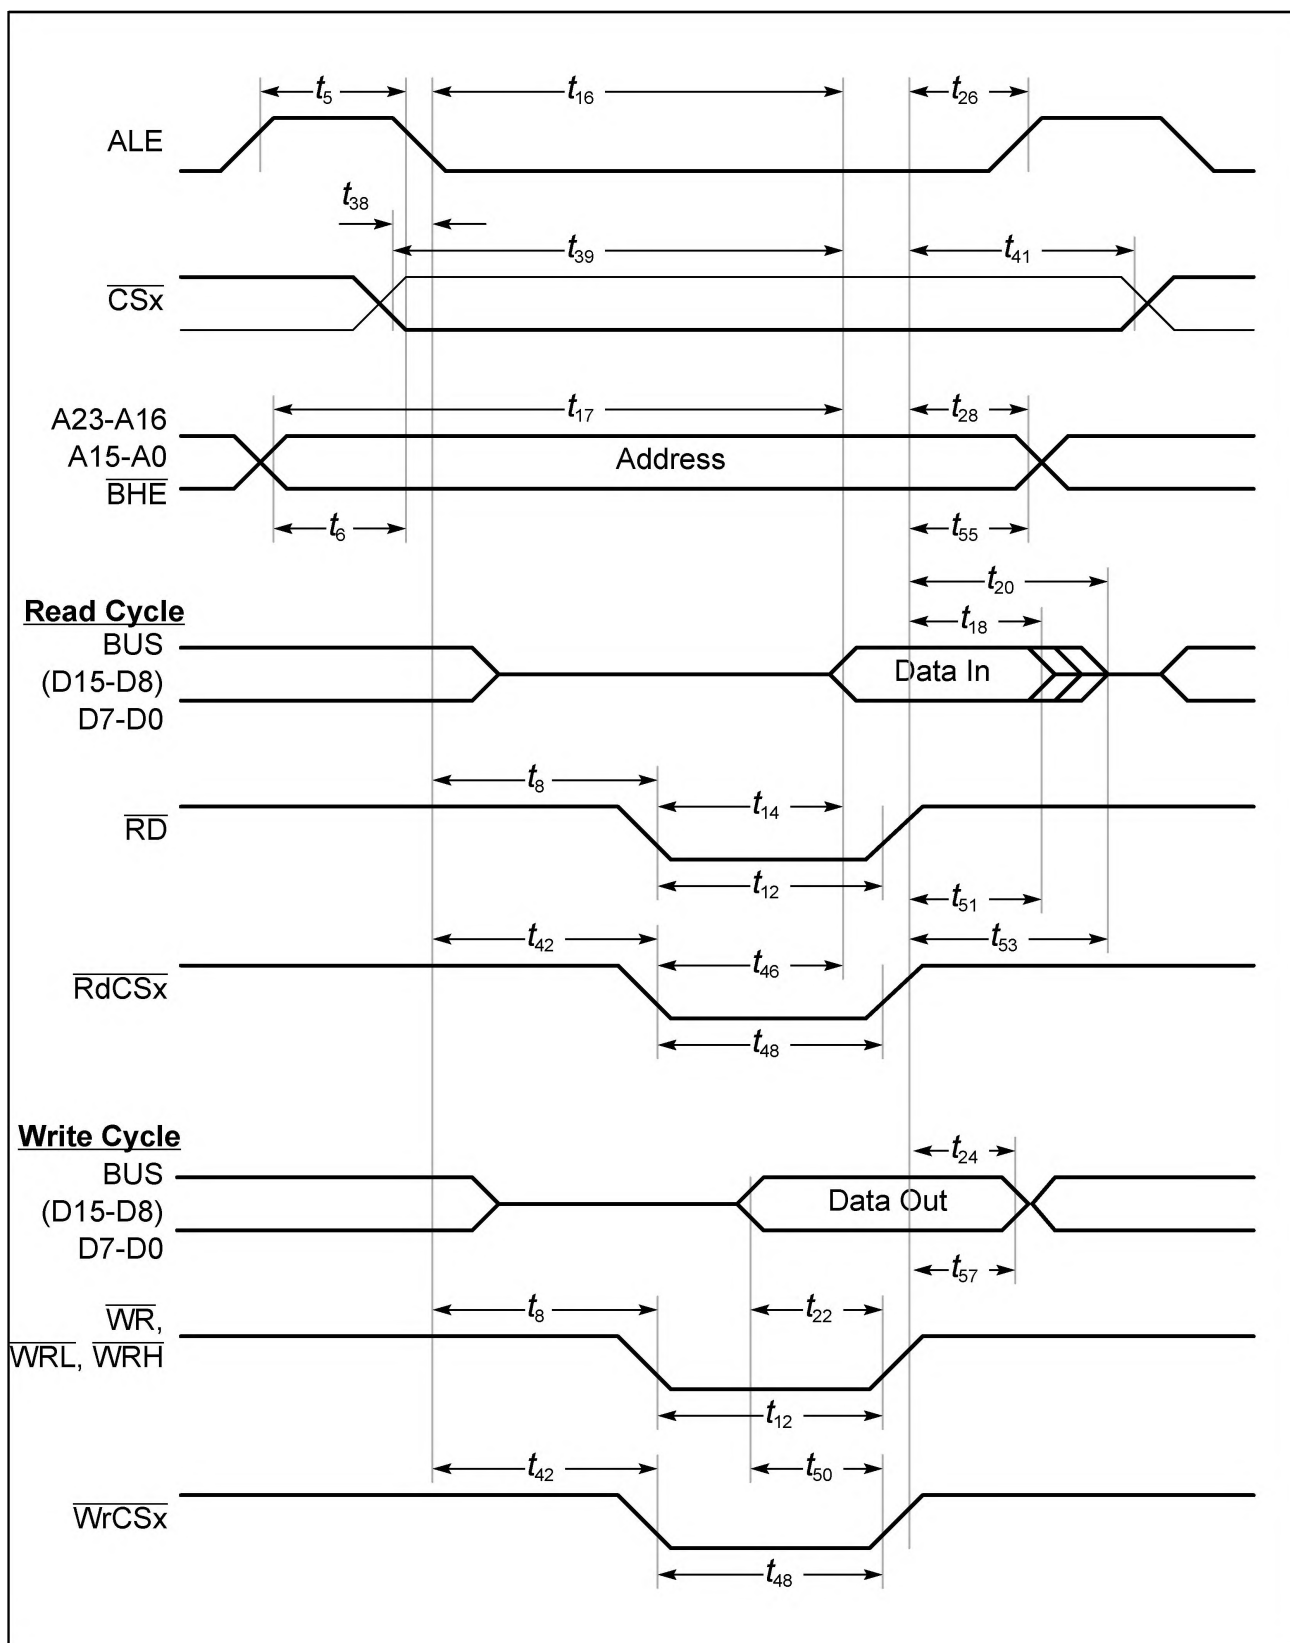 t5 t16 t26
ALE
t38
t39 t41
CSx
A23-A16
t17 t28
A15-A0
Address
BHE
t6 t55
t20
Read Cycle
t18
BUS
(D15-D8)
Data In
D7-D0
t8
t14
RD
t12
t51
t42
t53
t46
RdCSx
t48
Write Cycle
t24
BUS
(D15-D8)
Data Out
D7-D0
t57
t8
t22
WR,
WRL, WRH
t12
t42
t50
WrCSx
t48